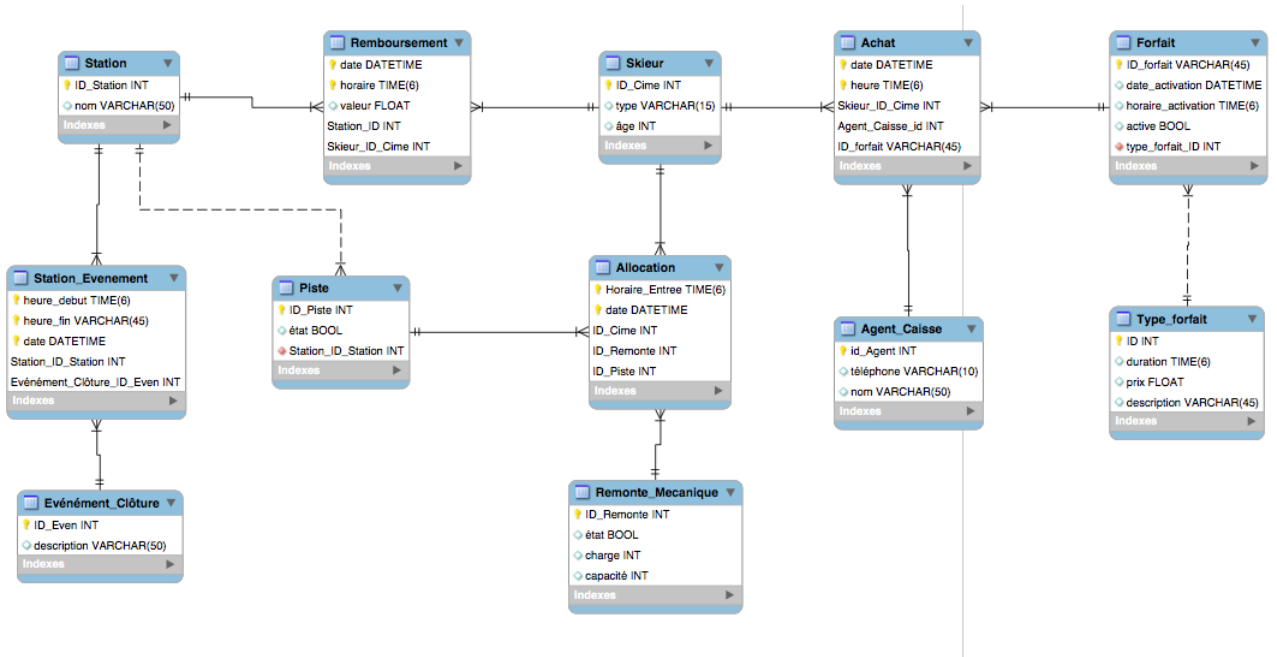 Station
ID_Station INT
nom VARCHAR(50)
Indexes
Remboursement
date DATETIME
horaire TIME(6)
valeur FLOAT
Station_ID INT
Skieur_ID_Cime INT
Indexes
Skieur
ID_Cime INT
type VARCHAR(15)
âge INT
Indexes
Achat
date DATETIME
heure TIME(6)
Skieur_ID_Cime INT
Agent_Caisse_id INT
ID_forfait VARCHAR(45)
Indexes
Forfait
ID_forfait VARCHAR(45)
date_activation DATETIME
horaire_activation TIME(6)
active BOOL
type_forfait_ID INT
Indexes
Station_Evenement
heure_debut TIME(6)
heure_fin VARCHAR(45)
date DATETIME
Station_ID_Station INT
Evénément_Clôture_ID_Even INT
Indexes
Piste
ID_Piste INT
état BOOL
Station_ID_Station INT
Indexes
Allocation
Horaire_Entree TIME(6)
date DATETIME
ID_Cime INT
ID_Remonte INT
ID_Piste INT
Indexes
Agent_Caisse
id_Agent INT
téléphone VARCHAR(10)
nom VARCHAR(50)
Indexes
Type_forfait
ID INT
duration TIME(6)
prix FLOAT
description VARCHAR(45)
Indexes
Evénément_Clôture
ID_Even INT
description VARCHAR(50)
Indexes
Remonte_Mecanique
ID_Remonte INT
état BOOL
charge INT
capacité INT
Indexes